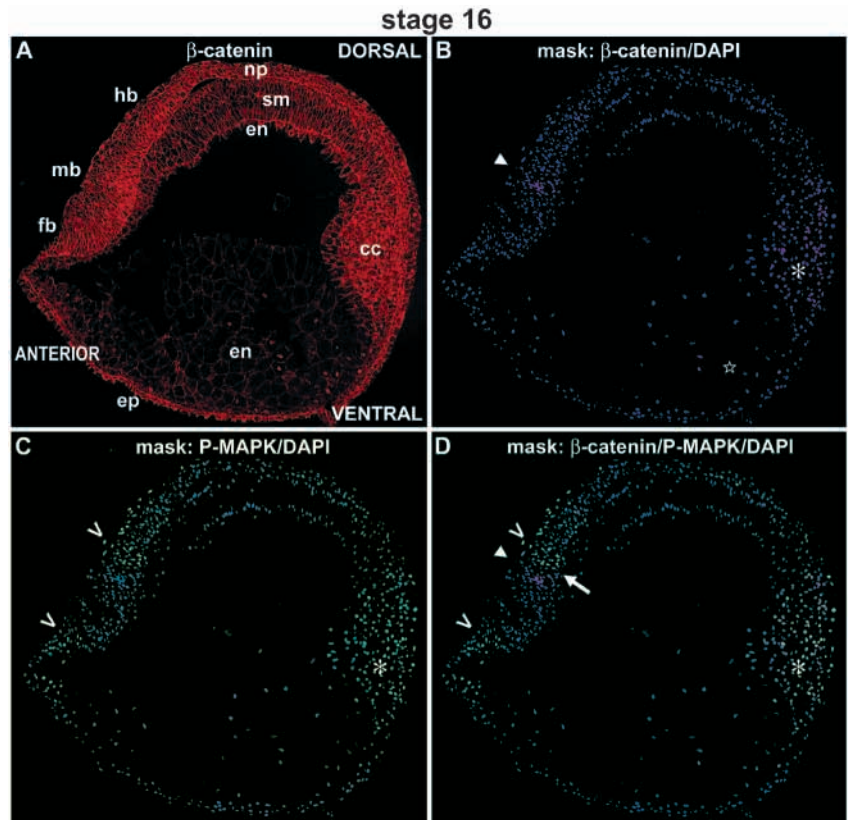 stage 16
A β-catenin DORSAL
np
hb
sm
en
mb
fb
cc
ANTERIOR
en
ep
VENTRAL
B mask: β-catenin/DAPI
*
☆
C mask: P-MAPK/DAPI
>
>
*
D mask: β-catenin/P-MAPK/DAPI
>
>
*